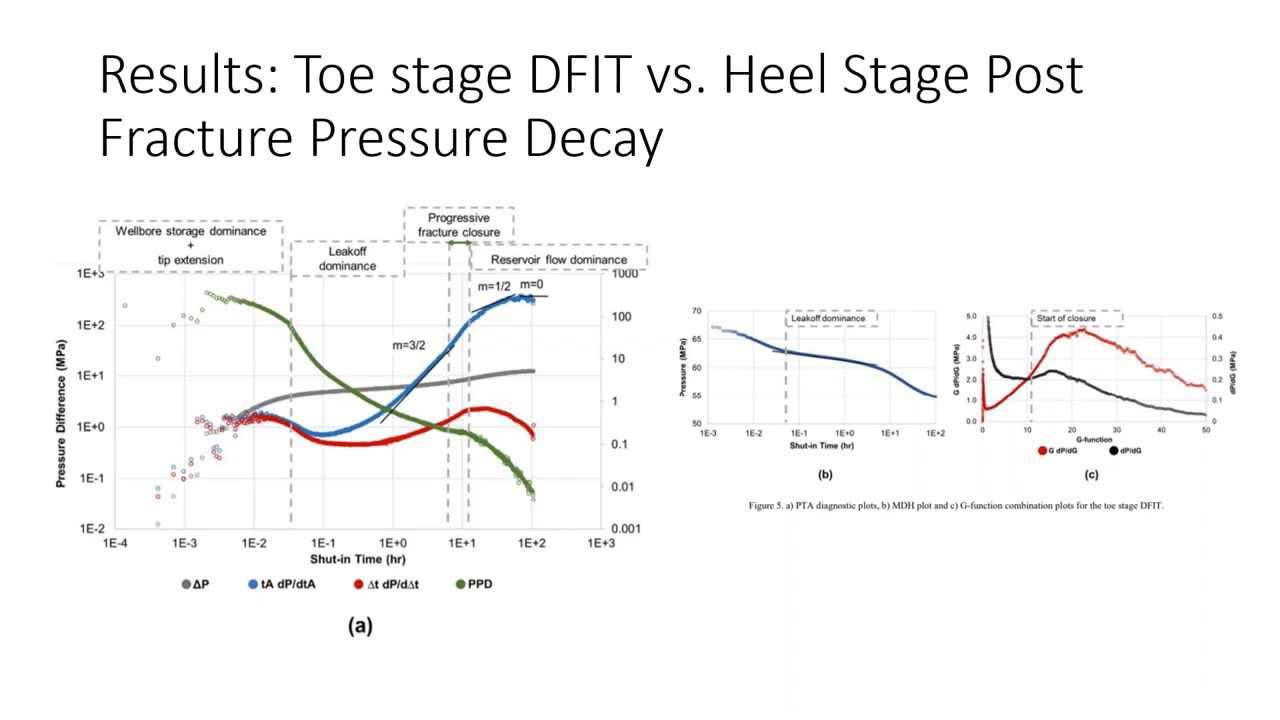 Results: Toe stage DFIT vs. Heel Stage Post
Fracture Pressure Decay
Wellbore storage dominance
+
tip extension
Leakoff
dominance
Progressive
fracture closure
Reservoir flow dominance
m=1/2 m=0
m=3/2
Pressure Difference (MPa)
1E+3
1E+2
1E+1
1E+0
1E-1
1E-2
1000
100
10
1
0.1
0.01
0.001
1E-4 1E-3 1E-2 1E-1 1E+0 1E+1 1E+2 1E+3
Shut-in Time (hr)
ΔP tA dP/dtA Δt dP/dΔt PPD
(a)
Leakoff dominance
Pressure (MPa)
70
65
60
55
50
1E-3 1E-2 1E-1 1E+0 1E+1 1E+2
Shut-in Time (hr)
(b)
Start of closure
G dP/dG (MPa)
5.0
4.0
3.0
2.0
1.0
0.0
0.5
0.4
0.3
0.2
0.1
0
dP/dG (MPa)
0 10 20 30 40 50
G-function
G dP/dG dP/dG
(c)
Figure 5. a) PTA diagnostic plots, b) MDH plot and c) G-function combination plots for the toe stage DFIT.